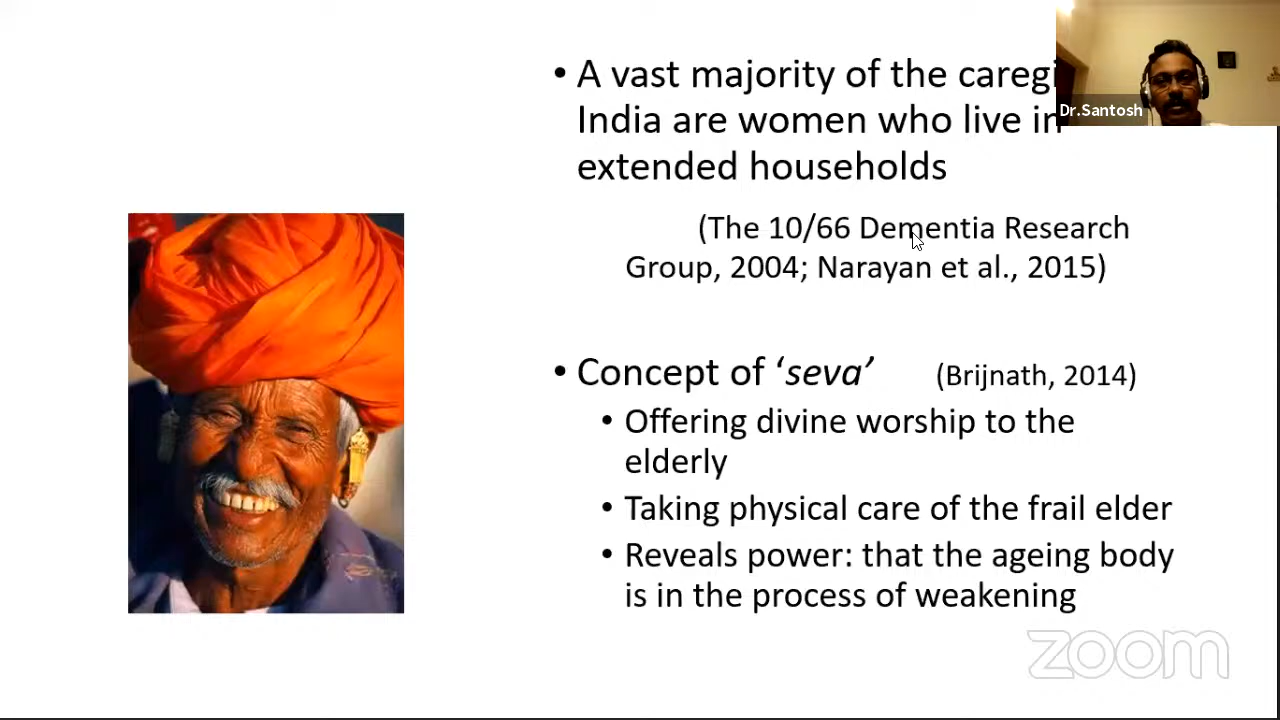 • A vast majority of the
India are women who live in
extended households
(The 10/66 Dementia Research
Group, 2004; Narayan et al., 2015)
• Concept of ‘seva’ (Brijnath, 2014)
• Offering divine worship to the
elderly
• Taking physical care of the frail elder
• Reveals power: that the ageing body
is in the process of weakening
Dr.Santosh
zoom